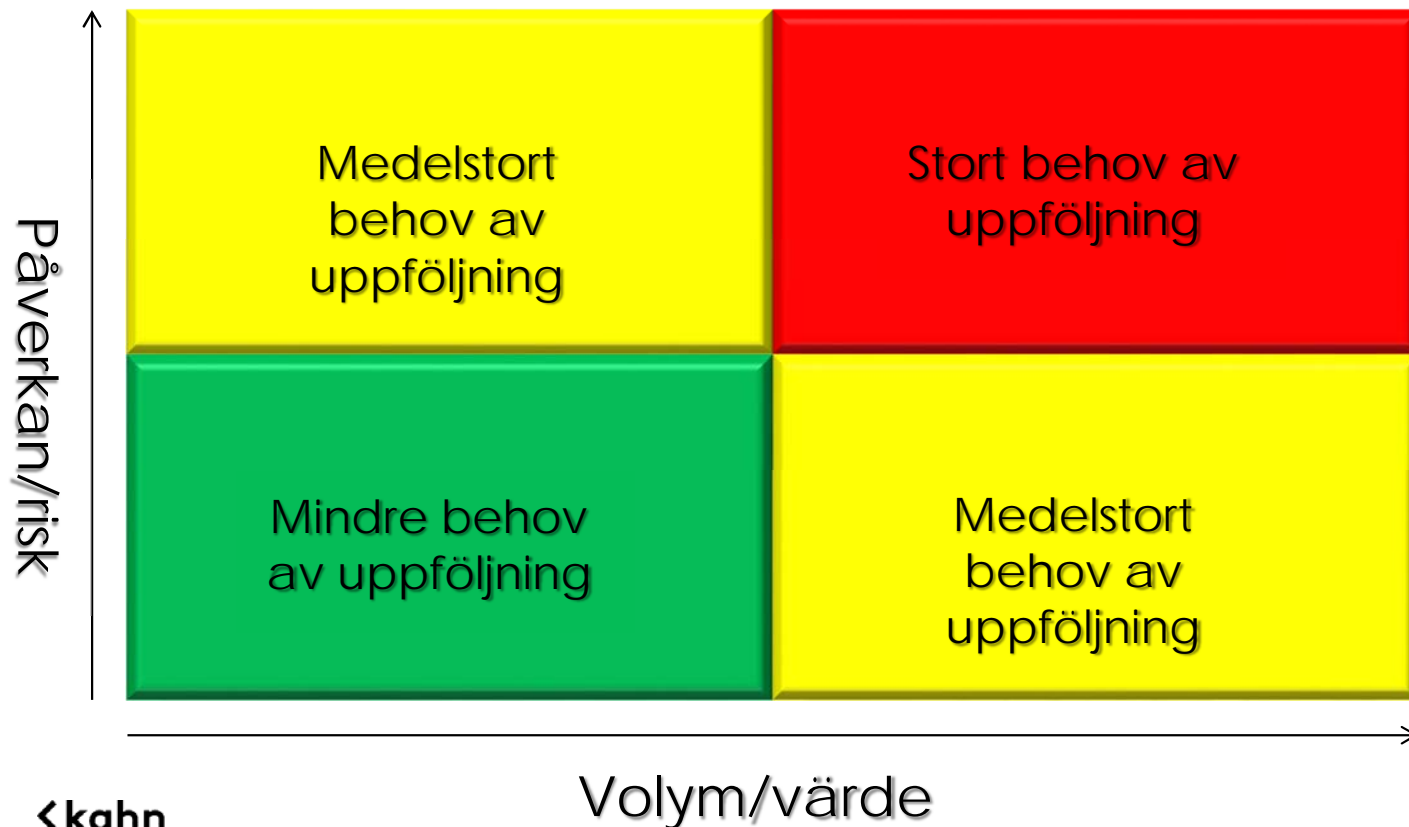 Medelstort
behov av
uppföljning
Stort behov av
uppföljning
Påverkan/risk
Mindre behov
av uppföljning
Medelstort
behov av
uppföljning
Volym/värde
<kahn